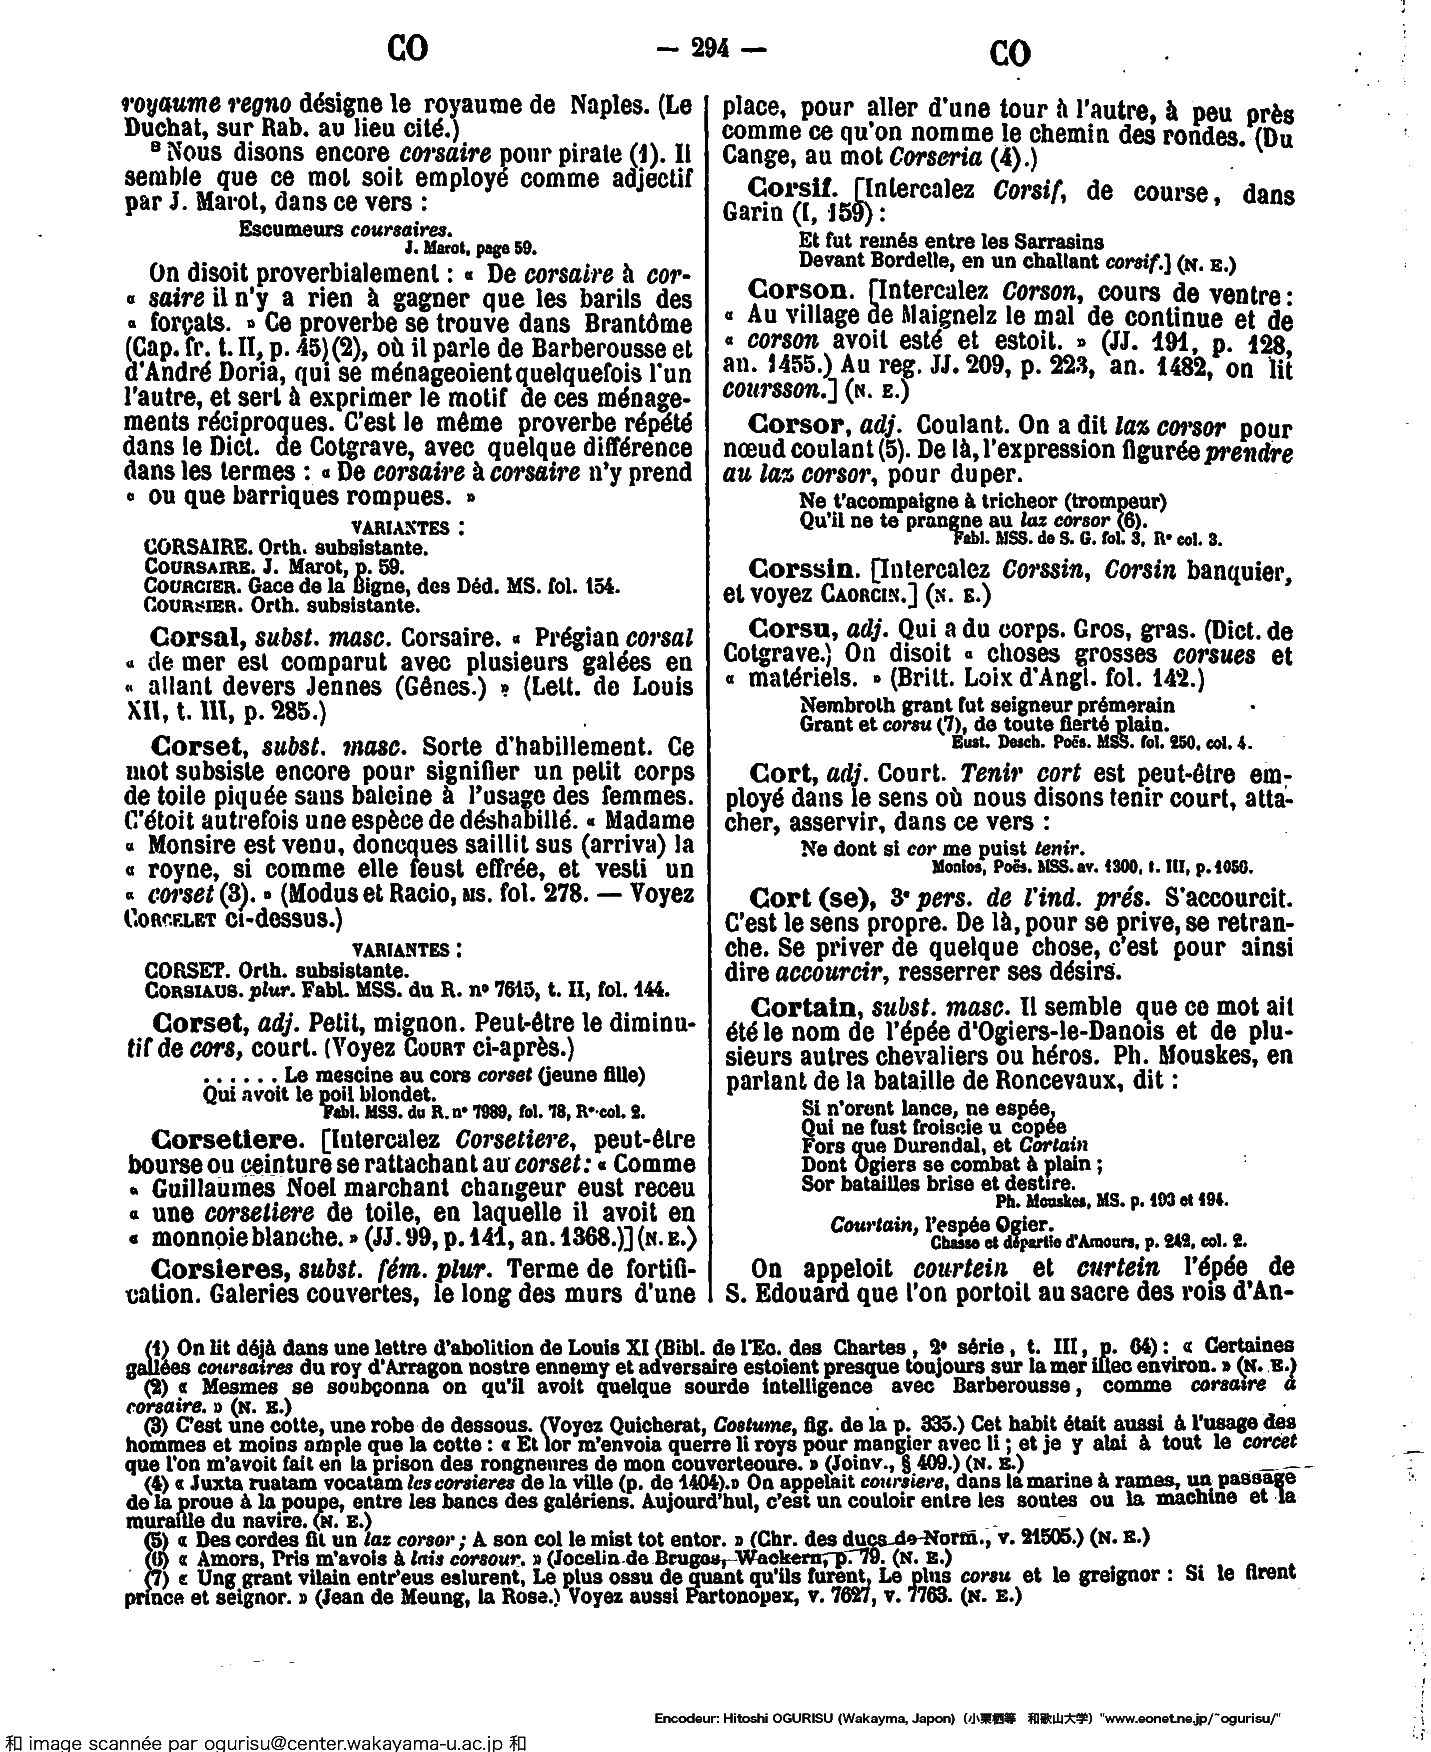 CO
— 294 —
CO
royaume regno désigne le royaume de Naples. (Le
Duchat, sur Rab. au lieu cité.)
ᴮ Nous disons encore corsaire pour pirate (1). Il
semble que ce mot soit employé comme adjectif
par J. Marot, dans ce vers :
Escumeurs coursaires.
J. Marot, page 59.
On disoit proverbialement : « De corsaire à cor-
« saire il n'y a rien à gagner que les barils des
« forçats. » Ce proverbe se trouve dans Brantôme
(Cap. fr. t. II, p. 45) (2), où il parle de Barberousse et
d'André Doria, qui se ménageoient quelquefois l'un
l'autre, et sert à exprimer le motif de ces ménage-
ments réciproques. C'est le même proverbe répété
dans le Dict. de Cotgrave, avec quelque différence
dans les termes : « De corsaire à corsaire n'y prend
« ou que barriques rompues. »
VARIANTES :
CORSAIRE. Orth. subsistante.
COURSAIRE. J. Marot, p. 59.
COURCIER. Gace de la Bigne, des Déd. MS. fol. 154.
COURSIER. Orth. subsistante.
Corsal, subst. masc. Corsaire. « Prégian corsal
« de mer est comparut avec plusieurs galées en
« allant devers Jennes (Gênes.) » (Lett. de Louis
XII, t. III, p. 285.)
Corset, subst. masc. Sorte d'habillement. Ce
mot subsiste encore pour signifier un petit corps
de toile piquée sans baleine à l'usage des femmes.
C'étoit autrefois une espèce de déshabillé. « Madame
« Monsire est venu, doncques saillit sus (arriva) la
« royne, si comme elle feust effrée, et vesti un
« corset (3). » (Modus et Racio, MS. fol. 278. — Voyez
CORCELET ci-dessus.)
VARIANTES :
CORSET. Orth. subsistante.
CORSIAUS. plur. Fabl. MSS. du R. nº 7615, t. II, fol. 144.
Corset, adj. Petit, mignon. Peut-être le diminu-
tif de cors, court. (Voyez COURT ci-après.)
. . . . . . Le mescine au cors corset (jeune fille)
Qui avoit le poil blondet.
Fabl. MSS. du R. nº 7989, fol. 78, Rº col. 2.
Corsetiere. [Intercalez Corsetiere, peut-être
bourse ou ceinture se rattachant au corset : « Comme
« Guillaumes Noel marchant changeur eust receu
« une corsetiere de toile, en laquelle il avoit en
« monnoie blanche. » (JJ. 99, p. 141, an. 1368.)] (N. E.)
Corsieres, subst. fém. plur. Terme de fortifi-
cation. Galeries couvertes, le long des murs d'une
place, pour aller d'une tour à l'autre, à peu près
comme ce qu'on nomme le chemin des rondes. (Du
Cange, au mot Corseria (4).)
Corsif. [Intercalez Corsif, de course, dans
Garin (I, 159) :
Et fut remés entre les Sarrasins
Devant Bordelle, en un challant corsif.] (N. E.)
Corson. [Intercalez Corson, cours de ventre :
« Au village de Maignelz le mal de continue et de
« corson avoit esté et estoit. » (JJ. 191, p. 128,
an. 1455.) Au reg. JJ. 209, p. 223, an. 1482, on lit
coursson.] (N. E.)
Corsor, adj. Coulant. On a dit laz corsor pour
nœud coulant (5). De là, l'expression figurée prendre
au laz corsor, pour duper.
Ne t'acompaigne à tricheor (trompeur)
Qu'il ne te prangne au laz corsor (6).
Fabl. MSS. de S. G. fol. 3, Rº col. 3.
Corssin. [Intercalez Corssin, Corsin banquier,
et voyez CAORCIN.] (N. E.)
Corsu, adj. Qui a du corps. Gros, gras. (Dict. de
Cotgrave.) On disoit « choses grosses corsues et
« matériels. » (Britt. Loix d'Angl. fol. 142.)
Nembroth grant fut seigneur prémerain
Grant et corsu (7), de toute fierté plain.
Eust. Desch. Poës. MSS. fol. 250, col. 4.
Cort, adj. Court. Tenir cort est peut-être em-
ployé dans le sens où nous disons tenir court, atta-
cher, asservir, dans ce vers :
Ne dont si cor me puist tenir.
Monios, Poës. MSS. av. 1300, t. III, p. 1056.
Cort (se), 3ᵉ pers. de l'ind. prés. S'accourcit.
C'est le sens propre. De là, pour se prive, se retran-
che. Se priver de quelque chose, c'est pour ainsi
dire accourcir, resserrer ses désirs.
Cortain, subst. masc. Il semble que ce mot ait
été le nom de l'épée d'Ogiers-le-Danois et de plu-
sieurs autres chevaliers ou héros. Ph. Mouskes, en
parlant de la bataille de Roncevaux, dit :
Si n'oront lance, ne espée,
Qui ne fust froiscie u copée
Fors que Durendal, et Cortain
Dont Ogiers se combat à plain ;
Sor batailles brise et destire.
Ph. Mouskes, MS. p. 193 et 194.
Courtain, l'espée Ogier.
Chasse et départie d'Amours, p. 242, col. 2.
On appeloit courtein et curtein l'épée de
S. Edouard que l'on portoit au sacre des rois d'An-
(1) On lit déjà dans une lettre d'abolition de Louis XI (Bibl. de l'Ec. des Chartes, 2ᵉ série, t. III, p. 64) : « Certaines
gallées coursaires du roy d'Arragon nostre ennemy et adversaire estoient presque toujours sur la mer illec environ. » (N. E.)
(2) « Mesmes se soubçonna on qu'il avoit quelque sourde intelligence avec Barberousse, comme corsaire à
corsaire. » (N. E.)
(3) C'est une cotte, une robe de dessous. (Voyez Quicherat, Costume, fig. de la p. 335.) Cet habit était aussi à l'usage des
hommes et moins ample que la cotte : « Et lor m'envoia querre li roys pour mangier avec li ; et je y alai à tout le corcet
que l'on m'avoit fait en la prison des rongneures de mon couvertoure. » (Joinv., § 409.) (N. E.)
(4) « Juxta ruatam vocatam les corsieres de la ville (p. de 1404).» On appelait coursiere, dans la marine à rames, un passage
de la proue à la poupe, entre les bancs des galériens. Aujourd'hui, c'est un couloir entre les soutes ou la machine et la
muraille du navire. (N. E.)
(5) « Des cordes fit un laz corsor ; A son col le mist tot entor. » (Chr. des ducs de Norm., v. 21505.) (N. E.)
(6) « Amors, Pris m'avois à lais corsour. » (Jocelin de Bruges, Wackern, p. 79. (N. E.)
(7) « Ung grant vilain entr'eus eslurent, Le plus ossu de quant qu'ils furent, Le plus corsu et le greignor : Si le firent
prince et seignor. » (Jean de Meung, la Rose.) Voyez aussi Partonopex, v. 7627, v. 7763. (N. E.)
Encodeur: Hitoshi OGURISU (Wakayma, Japon) (小栗栖等 和歌山大学) "www.eonet.ne.jp/~ogurisu/"
和 image scannée par ogurisu@center.wakayama-u.ac.jp 和